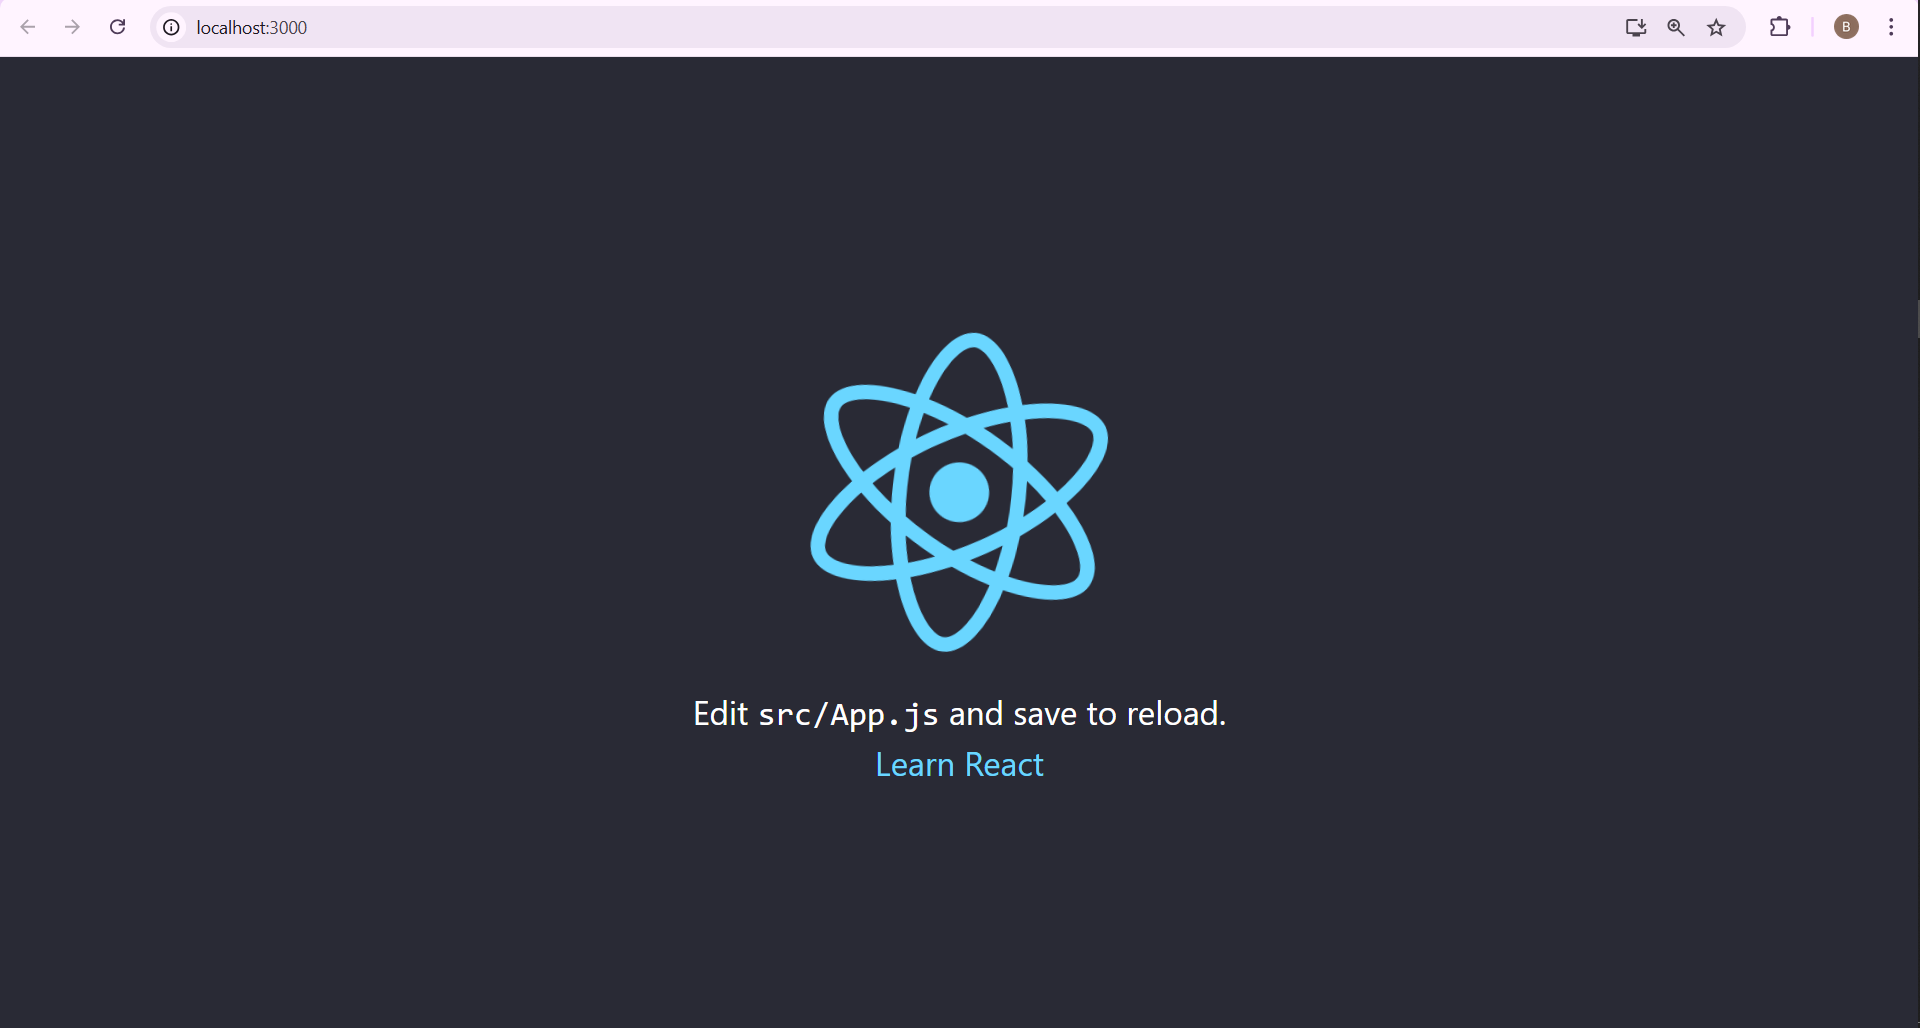 localhost:3000
B
Edit src/App.js and save to reload.
Learn React